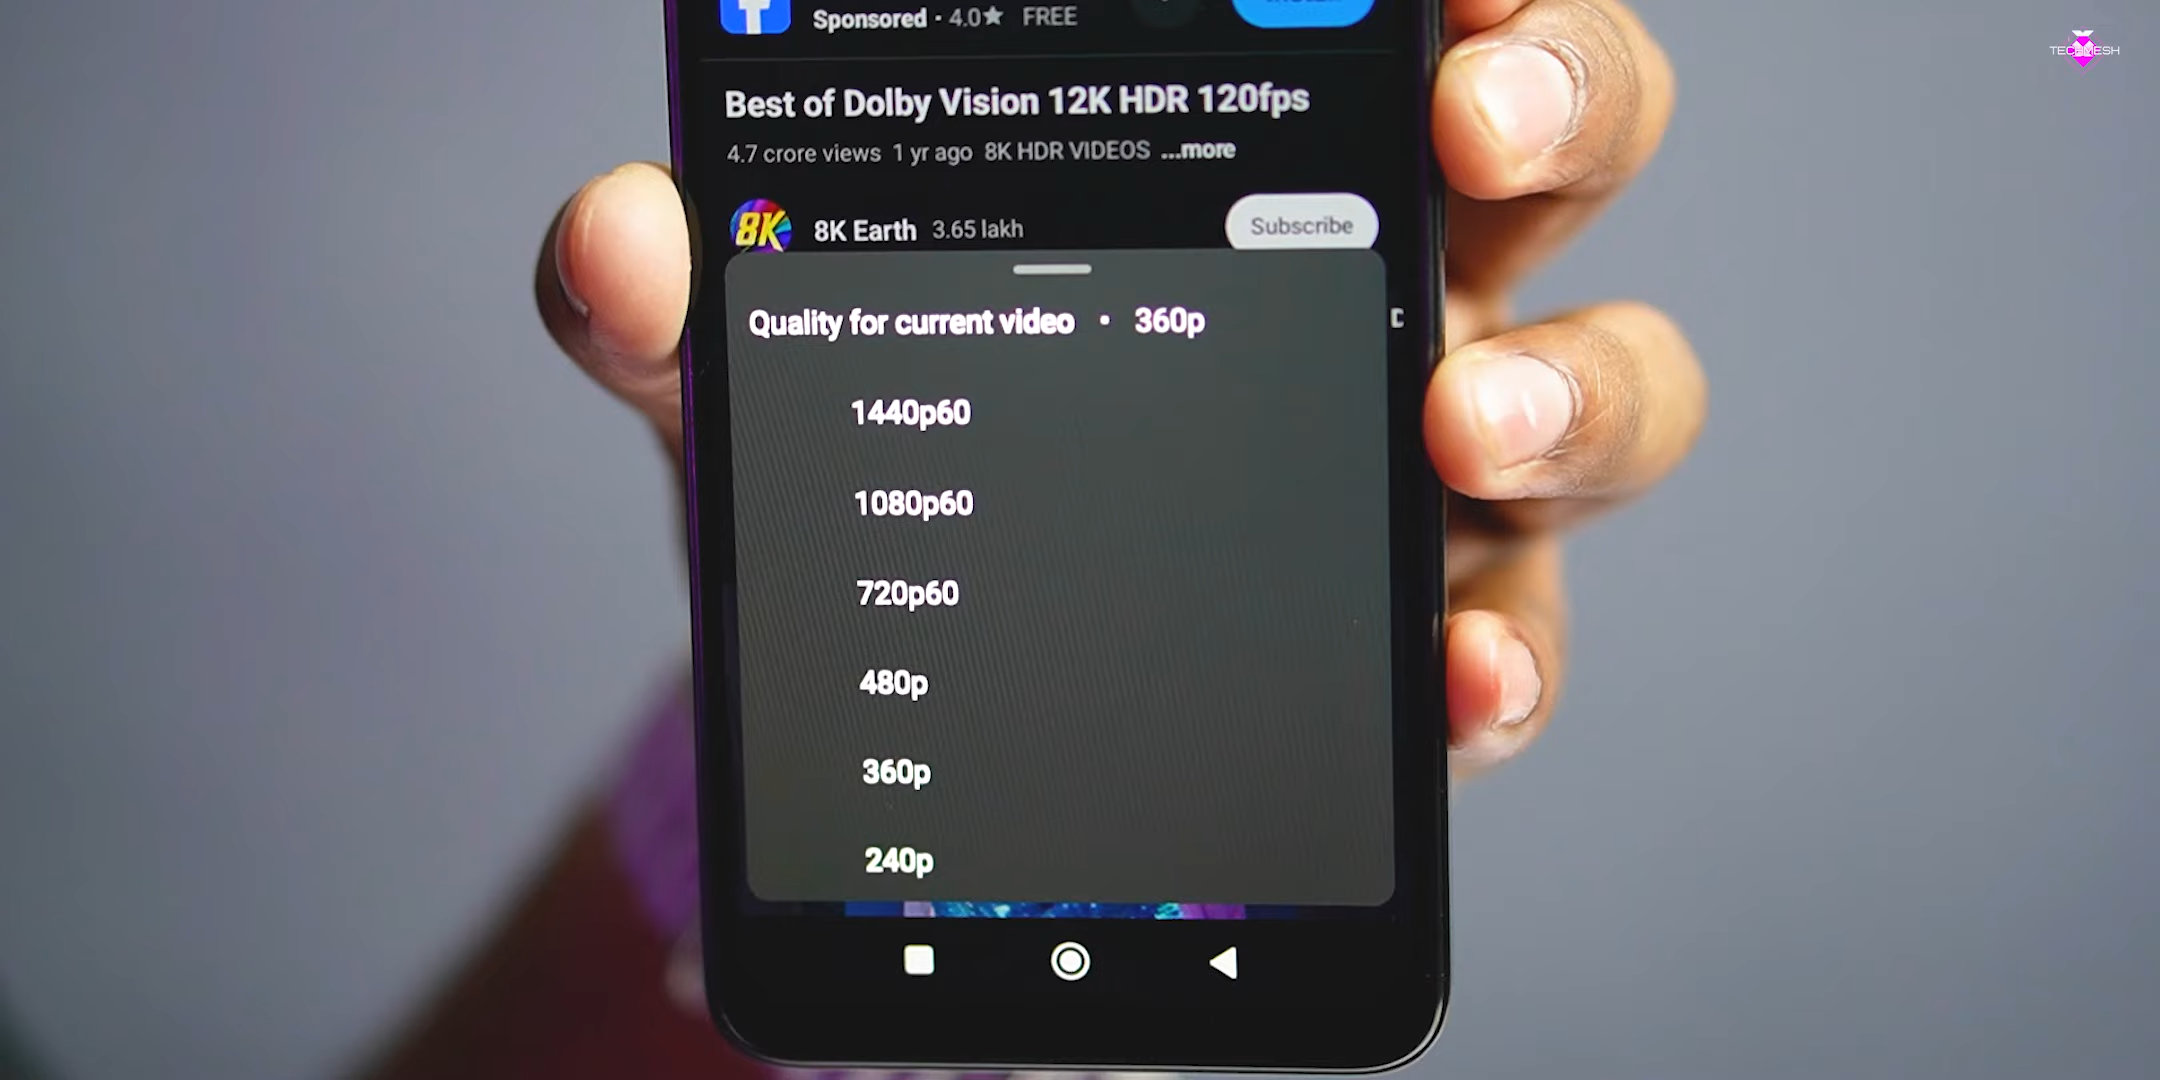 Sponsored · 4.0★ FREE
TECHMESH
Best of Dolby Vision 12K HDR 120fps
4.7 crore views 1 yr ago 8K HDR VIDEOS ...more
8K
8K Earth 3.65 lakh
Subscribe
Quality for current video • 360p
1440p60
1080p60
720p60
480p
360p
240p